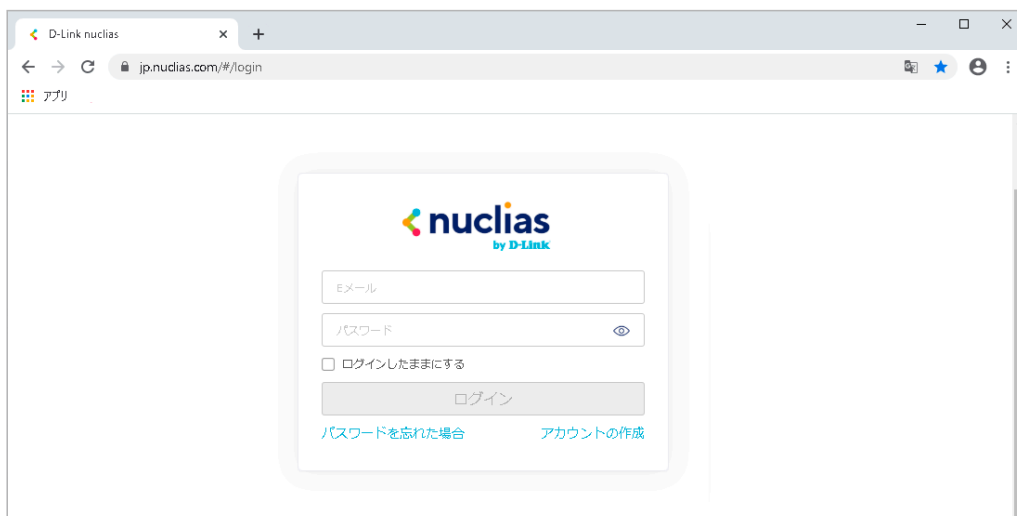 D-Link nuclias
jp.nuclias.com/#/login
アプリ
nuclias
by D-Link
Eメール
パスワード
ログインしたままにする
ログイン
パスワードを忘れた場合 アカウントの作成